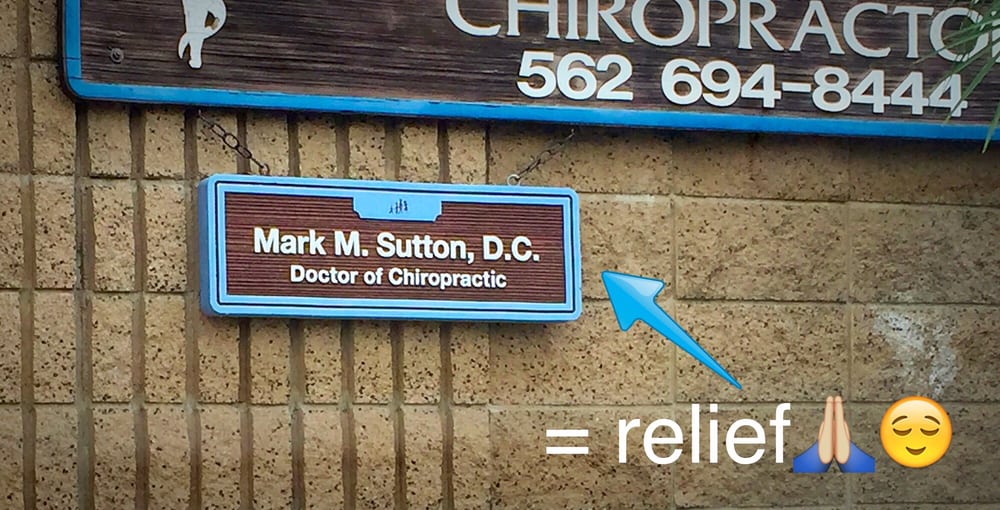 CHIROPRACTO
562 694-8444
Mark M. Sutton, D.C.
Doctor of Chiropractic
= relief🙏😌